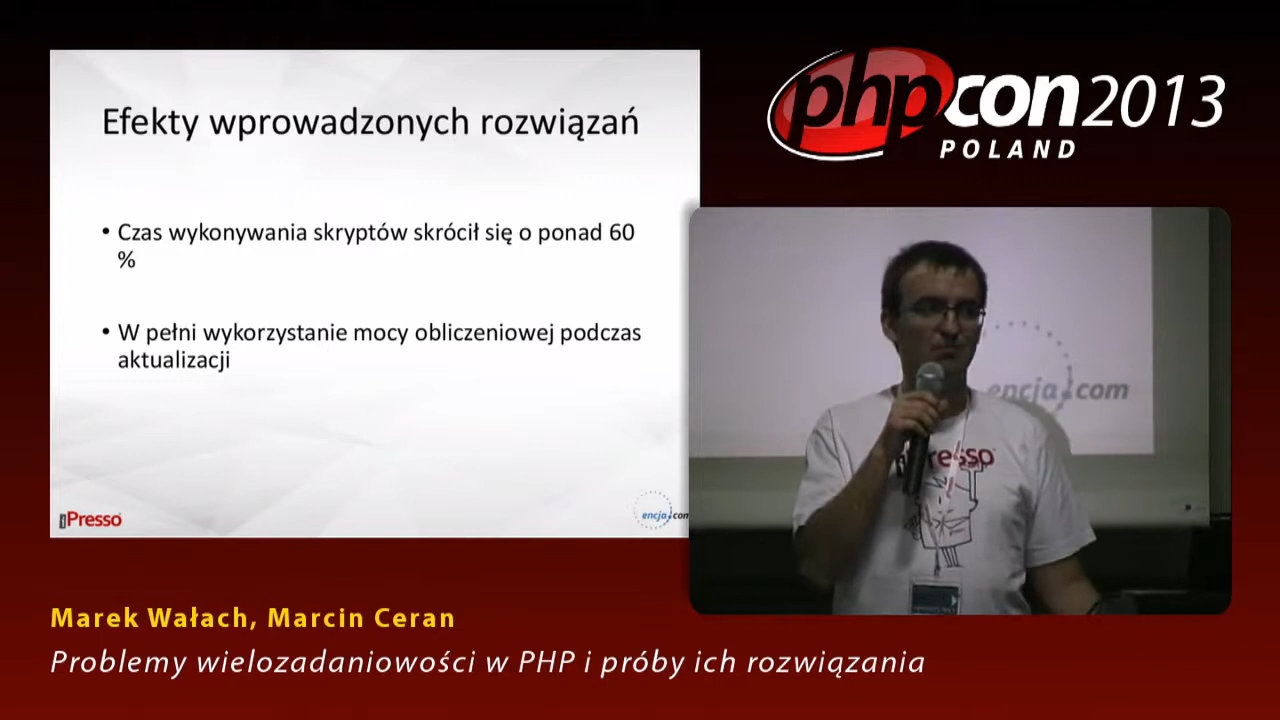 Efekty wprowadzonych rozwiązań
• Czas wykonywania skryptów skrócił się o ponad 60
%
• W pełni wykorzystanie mocy obliczeniowej podczas
aktualizacji
iPresso
encja.com
phpcon2013
POLAND
encja.com
presso
Marek Wałach, Marcin Ceran
Problemy wielozadaniowości w PHP i próby ich rozwiązania